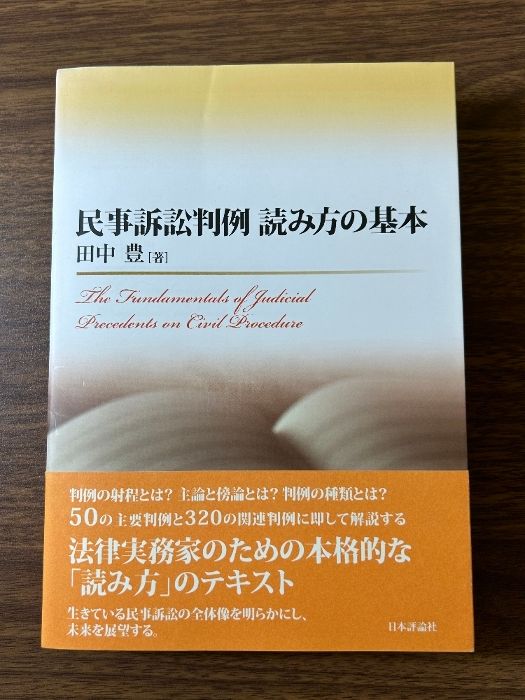 民事訴訟判例 読み方の基本
田中 豊[著]
The Fundamentals of Judicial
Precedents on Civil Procedure
判例の射程とは? 主論と傍論とは? 判例の種類とは?
50の主要判例と320の関連判例に即して解説する
法律実務家のための本格的な
「読み方」のテキスト
生きている民事訴訟の全体像を明らかにし、
未来を展望する。
日本評論社